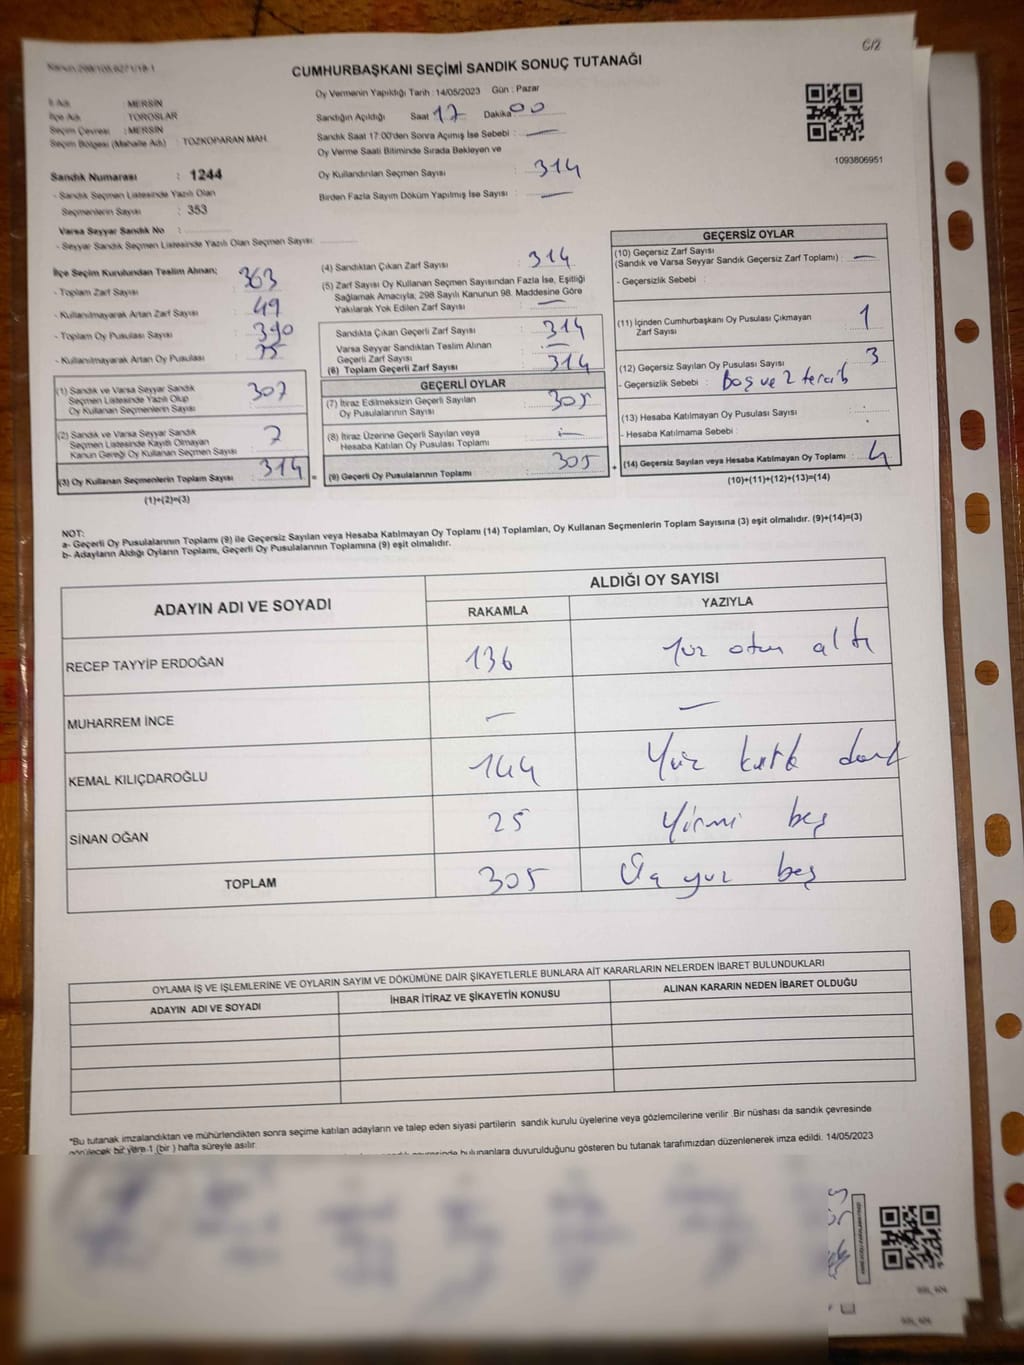 C/2
CUMHURBAŞKANI SEÇİMİ SANDIK SONUÇ TUTANAĞI
Oy Vermenin Yapıldığı Tarih : 14/05/2023 Gün : Pazar
İl Adı : MERSİN
İlçe Adı : TOROSLAR
Seçim Çevresi : MERSİN
Seçim Bölgesi (Mahalle Adı) : TOZKOPARAN MAH.
Sandığın Açıldığı Saat 17 Dakika 00
Sandık Saat 17:00'den Sonra Açımış İse Sebebi : —
Oy Verme Saati Bitiminde Sırada Bekleyen ve
Oy Kullandırılan Seçmen Sayısı : 314
Birden Fazla Sayım Döküm Yapılmış İse Sayısı : —
1093806951
Sandık Numarası : 1244
- Sandık Seçmen Listesinde Yazılı Olan
Seçmenlerin Sayısı : 353
Varsa Seyyar Sandık No :
- Seyyar Sandık Seçmen Listesinde Yazılı Olan Seçmen Sayısı:
İlçe Seçim Kurulundan Teslim Alınan;
- Toplam Zarf Sayısı : 363
- Kullanılmayarak Artan Zarf Sayısı : 49
- Toplam Oy Pusulası Sayısı : 390
- Kullanılmayarak Artan Oy Pusulası : 75
(1) Sandık ve Varsa Seyyar Sandık
Seçmen Listesinde Yazılı Olup
Oy Kullanan Seçmenlerin Sayısı : 307
(2) Sandık ve Varsa Seyyar Sandık
Seçmen Listesinde Kayıtlı Olmayan
Kanun Gereği Oy Kullanan Seçmen Sayısı : 7
(3) Oy Kullanan Seçmenlerin Toplam Sayısı : 314 =
(1)+(2)=(3)
(4) Sandıktan Çıkan Zarf Sayısı : 314
(5) Zarf Sayısı Oy Kullanan Seçmen Sayısından Fazla İse, Eşitliği
Sağlamak Amacıyla, 298 Sayılı Kanunun 98. Maddesine Göre
Yakılarak Yok Edilen Zarf Sayısı : —
Sandıkta Çıkan Geçerli Zarf Sayısı : 314
Varsa Seyyar Sandıktan Teslim Alınan
Geçerli Zarf Sayısı : —
(6) Toplam Geçerli Zarf Sayısı : 314
GEÇERLİ OYLAR
(7) İtiraz Edilmeksizin Geçerli Sayılan
Oy Pusulalarının Sayısı : 305
(8) İtiraz Üzerine Geçerli Sayılan veya
Hesaba Katılan Oy Pusulası Toplamı : —
(9) Geçerli Oy Pusulalarının Toplamı : 305 +
GEÇERSİZ OYLAR
(10) Geçersiz Zarf Sayısı
(Sandık ve Varsa Seyyar Sandık Geçersiz Zarf Toplamı) : —
- Geçersizlik Sebebi :
(11) İçinden Cumhurbaşkanı Oy Pusulası Çıkmayan
Zarf Sayısı : 1
(12) Geçersiz Sayılan Oy Pusulası Sayısı : 3
- Geçersizlik Sebebi : Boş ve 2 tercih
(13) Hesaba Katılmayan Oy Pusulası Sayısı :
- Hesaba Katılmama Sebebi :
(14) Geçersiz Sayılan veya Hesaba Katılmayan Oy Toplamı : 4
(10)+(11)+(12)+(13)=(14)
NOT:
a- Geçerli Oy Pusulalarının Toplamı (9) ile Geçersiz Sayılan veya Hesaba Katılmayan Oy Toplamı (14) Toplamları, Oy Kullanan Seçmenlerin Toplam Sayısına (3) eşit olmalıdır. (9)+(14)=(3)
b- Adayların Aldığı Oyların Toplamı, Geçerli Oy Pusulalarının Toplamına (9) eşit olmalıdır.
ADAYIN ADI VE SOYADI ALDIĞI OY SAYISI
RAKAMLA YAZIYLA
RECEP TAYYİP ERDOĞAN 136 Yüz otuz altı
MUHARREM İNCE — —
KEMAL KILIÇDAROĞLU 144 Yüz kırk dört
SİNAN OĞAN 25 Yirmi beş
TOPLAM 305 Üç yüz beş
OYLAMA İŞ VE İŞLEMLERİNE VE OYLARIN SAYIM VE DÖKÜMÜNE DAİR ŞİKAYETLERLE BUNLARA AİT KARARLARIN NELERDEN İBARET BULUNDUKLARI
ADAYIN ADI VE SOYADI İHBAR İTİRAZ VE ŞİKAYETİN KONUSU ALINAN KARARIN NEDEN İBARET OLDUĞU
*Bu tutanak imzalandıktan ve mühürlendikten sonra seçime katılan adayların ve talep eden siyasi partilerin sandık kurulu üyelerine veya gözlemcilerine verilir .Bir nüshası da sandık çevresinde
görülecek bir yere 1 (bir ) hafta süreyle asılır.
bulunanlara duyurulduğunu gösteren bu tutanak tarafımızdan düzenlenerek imza edildi. 14/05/2023